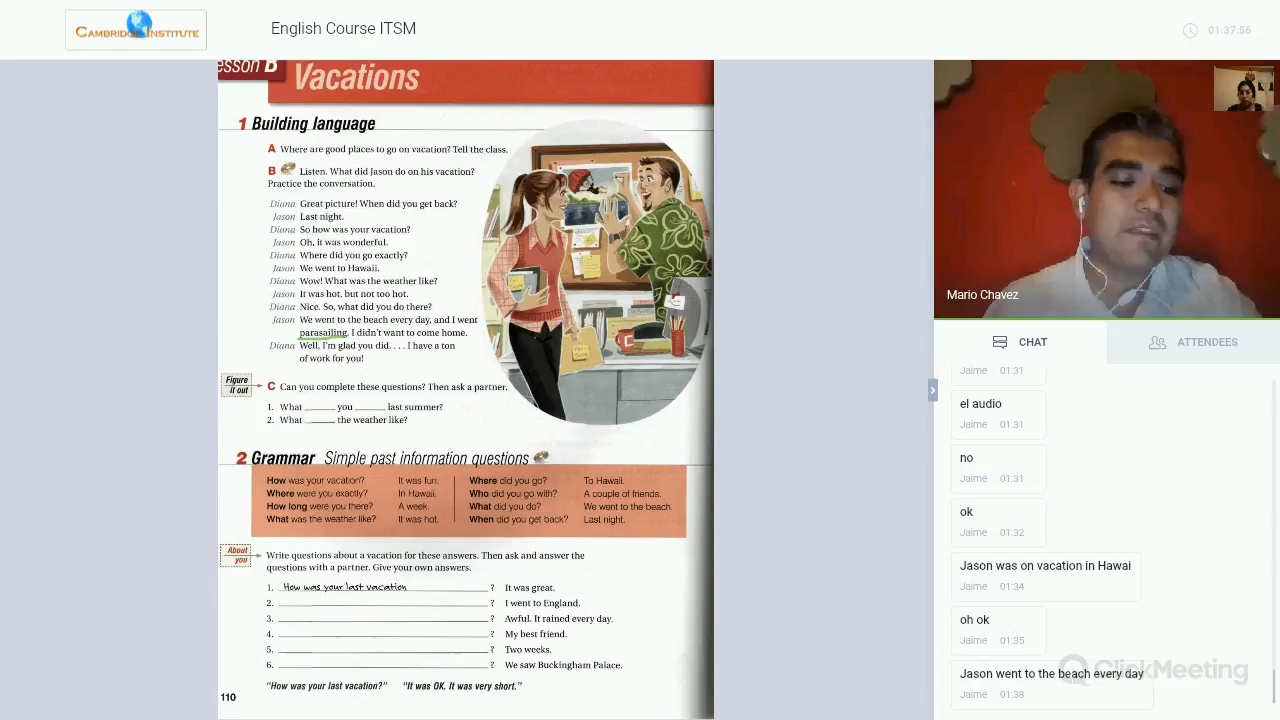 CAMBRIDGE INSTITUTE
English Course ITSM
01:37:56
Lesson B
Vacations
1 Building language
A Where are good places to go on vacation? Tell the class.
B Listen. What did Jason do on his vacation?
Practice the conversation.
Diana Great picture! When did you get back?
Jason Last night.
Diana So how was your vacation?
Jason Oh, it was wonderful.
Diana Where did you go exactly?
Jason We went to Hawaii.
Diana Wow! What was the weather like?
Jason It was hot, but not too hot.
Diana Nice. So, what did you do there?
Jason We went to the beach every day, and I went
parasailing. I didn't want to come home.
Diana Well, I'm glad you did. . . . I have a ton
of work for you!
Figure
it out
C Can you complete these questions? Then ask a partner.
1. What ______ you ______ last summer?
2. What ______ the weather like?
2 Grammar Simple past information questions
How was your vacation? It was fun. Where did you go? To Hawaii.
Where were you exactly? In Hawaii. Who did you go with? A couple of friends.
How long were you there? A week. What did you do? We went to the beach.
What was the weather like? It was hot. When did you get back? Last night.
About
you
Write questions about a vacation for these answers. Then ask and answer the
questions with a partner. Give your own answers.
1. How was your last vacation ? It was great.
2. ______ ? I went to England.
3. ______ ? Awful. It rained every day.
4. ______ ? My best friend.
5. ______ ? Two weeks.
6. ______ ? We saw Buckingham Palace.
"How was your last vacation?" "It was OK. It was very short."
110
Mario Chavez
CHAT
ATTENDEES
Jaime 01:31
el audio
Jaime 01:31
no
Jaime 01:31
ok
Jaime 01:32
Jason was on vacation in Hawai
Jaime 01:34
oh ok
Jaime 01:35
Jason went to the beach every day
Jaime 01:38
ClickMeeting